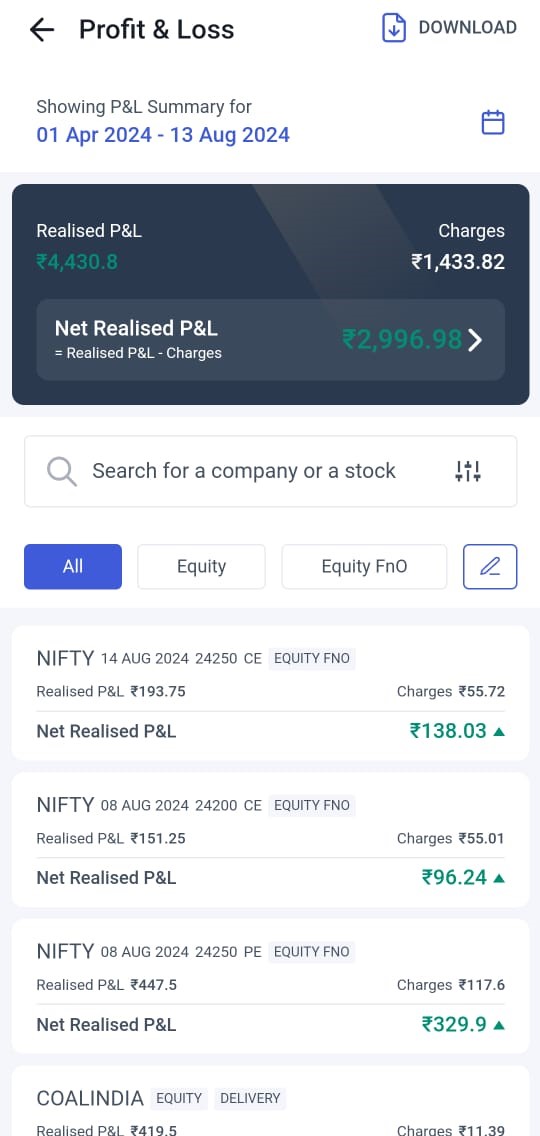 Profit & Loss
DOWNLOAD
Showing P&L Summary for
01 Apr 2024 - 13 Aug 2024
Realised P&L Charges
₹4,430.8 ₹1,433.82
Net Realised P&L
= Realised P&L - Charges
₹2,996.98
Search for a company or a stock
All Equity Equity FnO
NIFTY 14 AUG 2024 24250 CE EQUITY FNO
Realised P&L ₹193.75 Charges ₹55.72
Net Realised P&L ₹138.03
NIFTY 08 AUG 2024 24200 CE EQUITY FNO
Realised P&L ₹151.25 Charges ₹55.01
Net Realised P&L ₹96.24
NIFTY 08 AUG 2024 24250 PE EQUITY FNO
Realised P&L ₹447.5 Charges ₹117.6
Net Realised P&L ₹329.9
COALINDIA EQUITY DELIVERY
Realised P&L ₹419.5 Charges ₹11.39